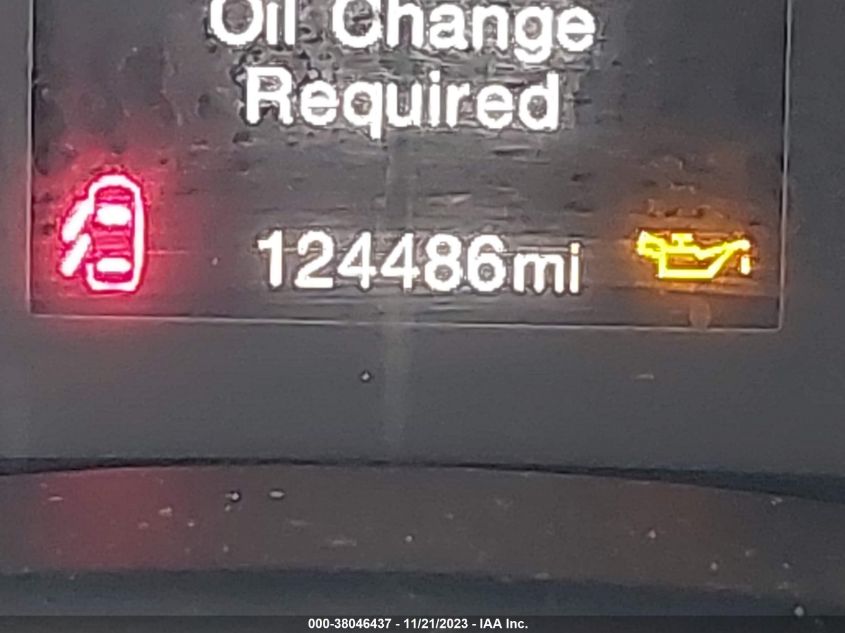 Oil Change
Required
124486mi
000-38046437 - 11/21/2023 - IAA Inc.